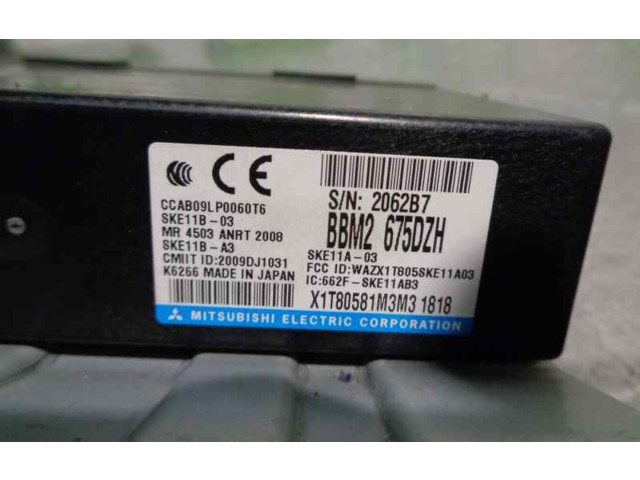 CE
CCAB09LP0060T6
SKE11B-03
MR 4503 ANRT 2008
SKE11B-A3
CMIIT ID:2009DJ1031
K6266 MADE IN JAPAN
S/N: 2062B7
BBM2 675DZH
SKE11A-03
FCC ID:WAZX1T805SKE11A03
IC:662F-SKE11AB3
X1T80581M3M3 1818
MITSUBISHI ELECTRIC CORPORATION